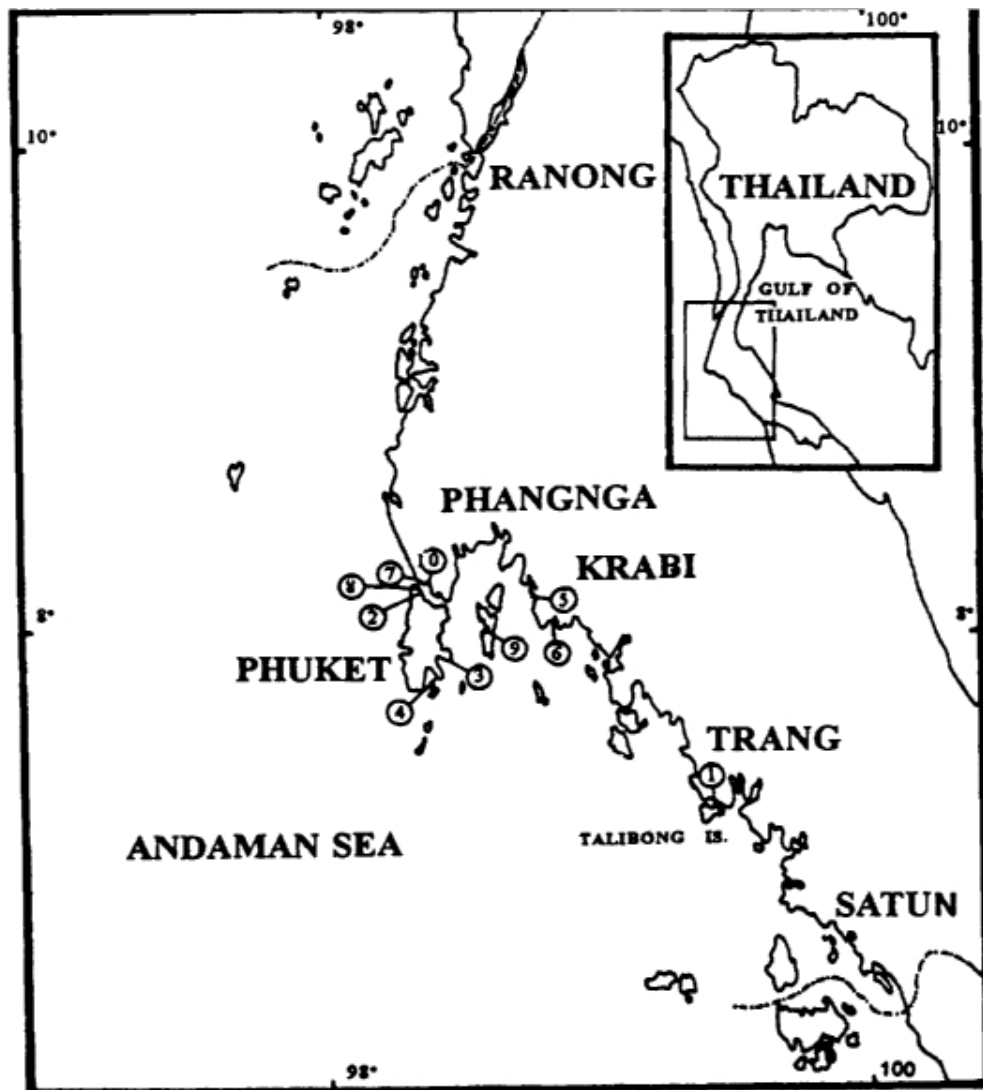 98°
100°
10°
10°
RANONG
THAILAND
GULF OF
THAILAND
PHANGNGA
KRABI
7
10
8
2
5
8°
8°
9
6
PHUKET
3
4
TRANG
1
TALIBONG IS.
ANDAMAN SEA
SATUN
98°
100